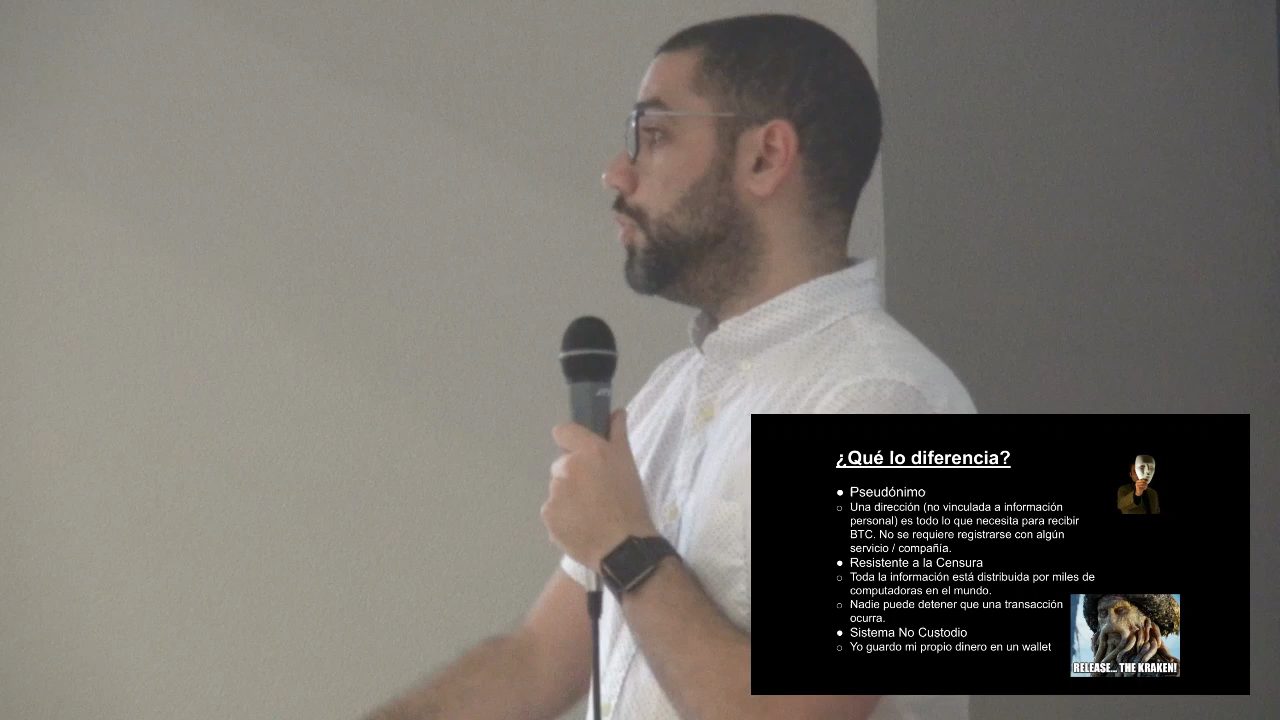 ¿Qué lo diferencia?
● Pseudónimo
○ Una dirección (no vinculada a información
personal) es todo lo que necesita para recibir
BTC. No se requiere registrarse con algún
servicio / compañía.
● Resistente a la Censura
○ Toda la información está distribuida por miles de
computadoras en el mundo.
○ Nadie puede detener que una transacción
ocurra.
● Sistema No Custodio
○ Yo guardo mi propio dinero en un wallet
RELEASE... THE KRAKEN!